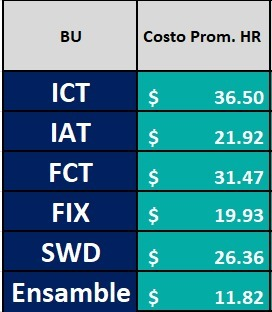 BU Costo Prom. HR
ICT $ 36.50
IAT $ 21.92
FCT $ 31.47
FIX $ 19.93
SWD $ 26.36
Ensamble $ 11.82